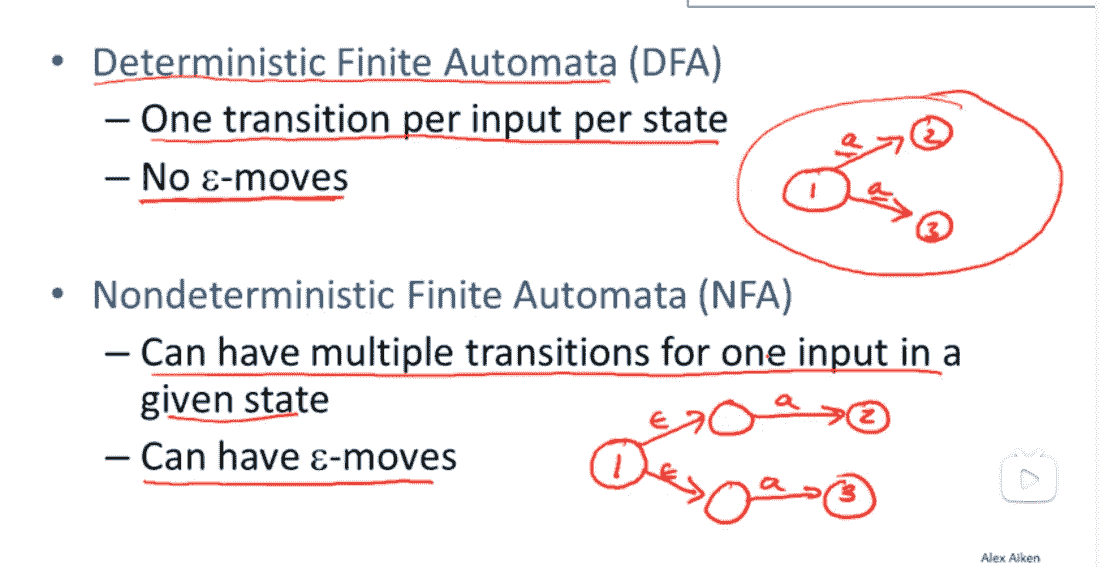 • Deterministic Finite Automata (DFA)
– One transition per input per state
– No ε-moves
a
2
1
a
3
• Nondeterministic Finite Automata (NFA)
– Can have multiple transitions for one input in a
given state
– Can have ε-moves
ε
a
2
1
ε
a
3
Alex Aiken